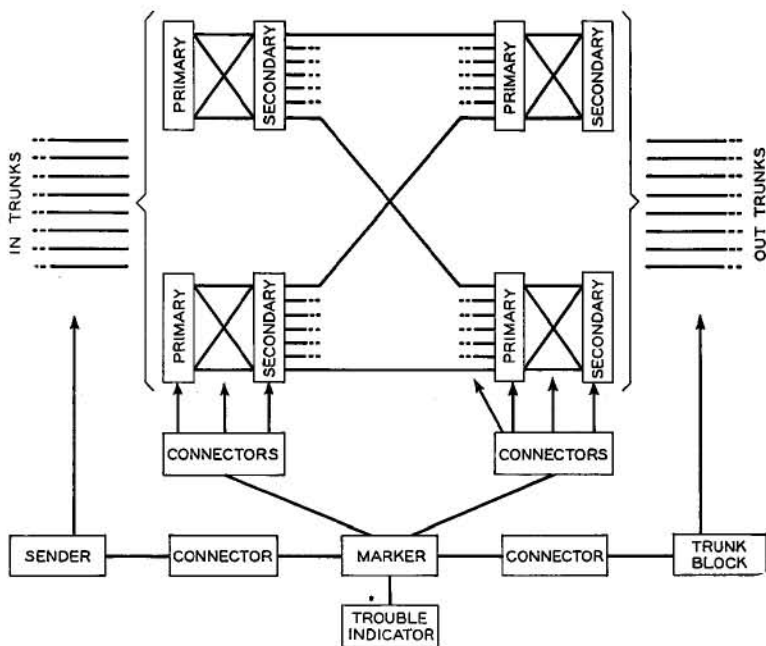 PRIMARY
SECONDARY
PRIMARY
SECONDARY
IN TRUNKS
OUT TRUNKS
PRIMARY
SECONDARY
PRIMARY
SECONDARY
CONNECTORS
CONNECTORS
SENDER
CONNECTOR
MARKER
CONNECTOR
TRUNK
BLOCK
TROUBLE
INDICATOR